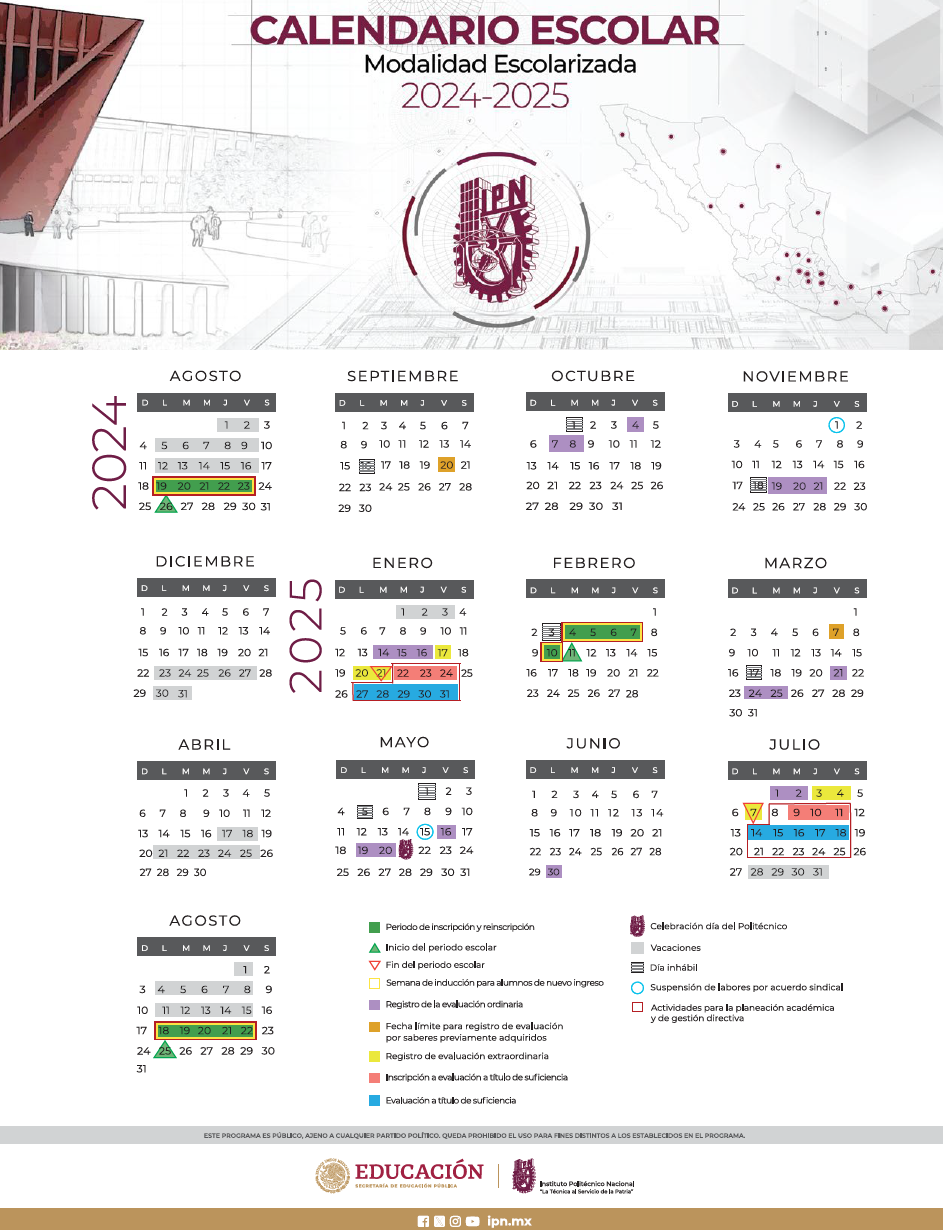 CALENDARIO ESCOLAR
Modalidad Escolarizada
2024-2025
IPN
2024
AGOSTO
D L M M J V S
1 2 3
4 5 6 7 8 9 10
11 12 13 14 15 16 17
18 19 20 21 22 23 24
25 26 27 28 29 30 31
SEPTIEMBRE
D L M M J V S
1 2 3 4 5 6 7
8 9 10 11 12 13 14
15 16 17 18 19 20 21
22 23 24 25 26 27 28
29 30
OCTUBRE
D L M M J V S
1 2 3 4 5
6 7 8 9 10 11 12
13 14 15 16 17 18 19
20 21 22 23 24 25 26
27 28 29 30 31
NOVIEMBRE
D L M M J V S
1 2
3 4 5 6 7 8 9
10 11 12 13 14 15 16
17 18 19 20 21 22 23
24 25 26 27 28 29 30
DICIEMBRE
D L M M J V S
1 2 3 4 5 6 7
8 9 10 11 12 13 14
15 16 17 18 19 20 21
22 23 24 25 26 27 28
29 30 31
2025
ENERO
D L M M J V S
1 2 3 4
5 6 7 8 9 10 11
12 13 14 15 16 17 18
19 20 21 22 23 24 25
26 27 28 29 30 31
FEBRERO
D L M M J V S
1
2 3 4 5 6 7 8
9 10 11 12 13 14 15
16 17 18 19 20 21 22
23 24 25 26 27 28
MARZO
D L M M J V S
1
2 3 4 5 6 7 8
9 10 11 12 13 14 15
16 17 18 19 20 21 22
23 24 25 26 27 28 29
30 31
ABRIL
D L M M J V S
1 2 3 4 5
6 7 8 9 10 11 12
13 14 15 16 17 18 19
20 21 22 23 24 25 26
27 28 29 30
MAYO
D L M M J V S
1 2 3
4 5 6 7 8 9 10
11 12 13 14 15 16 17
18 19 20 22 23 24
25 26 27 28 29 30 31
JUNIO
D L M M J V S
1 2 3 4 5 6 7
8 9 10 11 12 13 14
15 16 17 18 19 20 21
22 23 24 25 26 27 28
29 30
JULIO
D L M M J V S
1 2 3 4 5
6 7 8 9 10 11 12
13 14 15 16 17 18 19
20 21 22 23 24 25 26
27 28 29 30 31
AGOSTO
D L M M J V S
1 2
3 4 5 6 7 8 9
10 11 12 13 14 15 16
17 18 19 20 21 22 23
24 25 26 27 28 29 30
31
Periodo de inscripción y reinscripción
Inicio del periodo escolar
Fin del periodo escolar
Semana de inducción para alumnos de nuevo ingreso
Registro de la evaluación ordinaria
Fecha límite para registro de evaluación
por saberes previamente adquiridos
Registro de evaluación extraordinaria
Inscripción a evaluación a título de suficiencia
Evaluación a título de suficiencia
Celebración día del Politécnico
Vacaciones
Día inhábil
Suspensión de labores por acuerdo sindical
Actividades para la planeación académica
y de gestión directiva
ESTE PROGRAMA ES PÚBLICO, AJENO A CUALQUIER PARTIDO POLÍTICO. QUEDA PROHIBIDO EL USO PARA FINES DISTINTOS A LOS ESTABLECIDOS EN EL PROGRAMA.
EDUCACIÓN
SECRETARÍA DE EDUCACIÓN PÚBLICA
Instituto Politécnico Nacional
"La Técnica al Servicio de la Patria"
ipn.mx